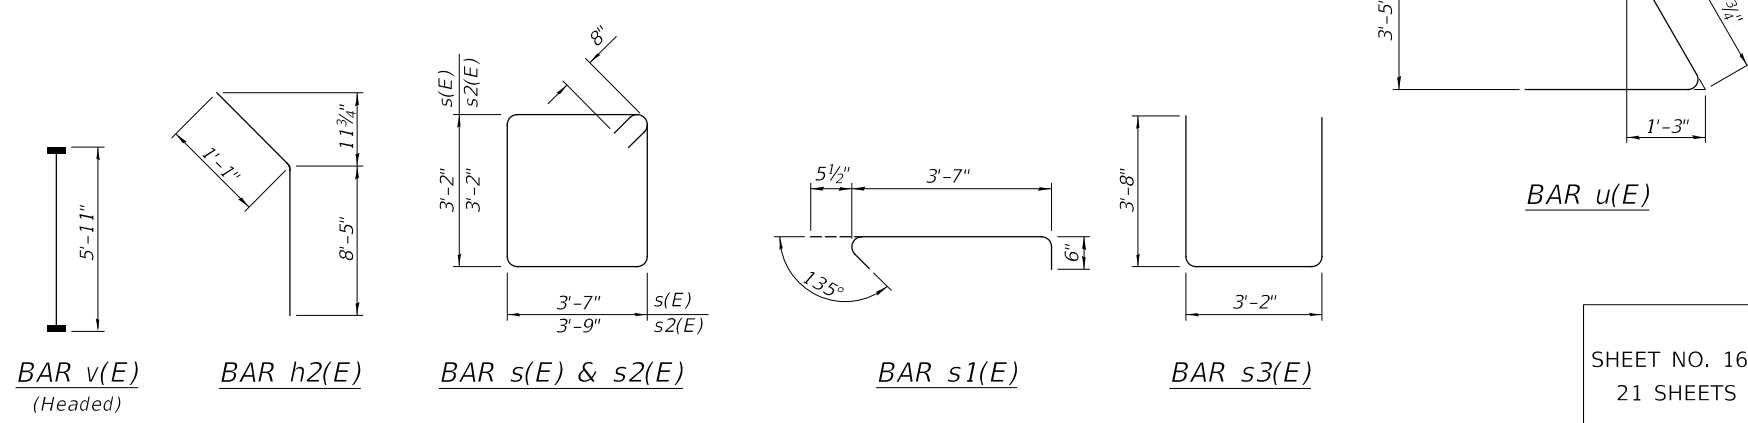 5'-11"
BAR v(E)
(Headed)
1'-1"
11¾"
8'-5"
BAR h2(E)
8"
s(E)
s2(E)
3'-2"
3'-2"
3'-7" s(E)
3'-9" s2(E)
BAR s(E) & s2(E)
5½" 3'-7"
6"
135°
BAR s1(E)
3'-8"
3'-2"
BAR s3(E)
3'-5"
¾"
1'-3"
BAR u(E)
SHEET NO. 16
21 SHEETS